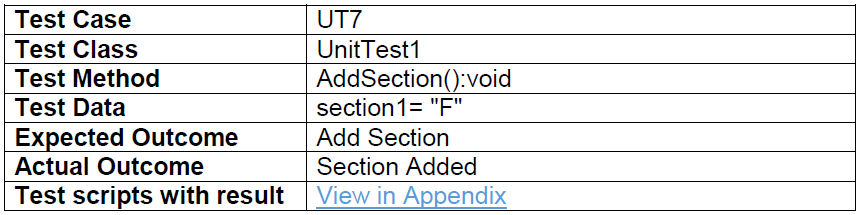 Test Case UT7
Test Class UnitTest1
Test Method AddSection():void
Test Data section1= "F"
Expected Outcome Add Section
Actual Outcome Section Added
Test scripts with result View in Appendix